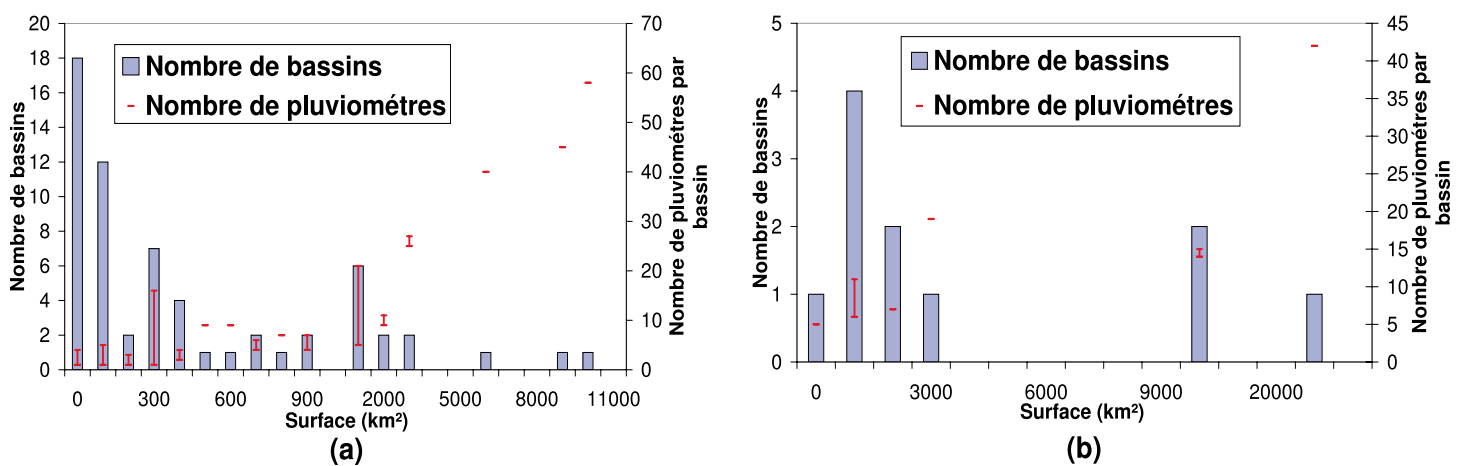 20
18
16
14
12
10
8
6
4
2
0
Nombre de bassins
Nombre de bassins
Nombre de pluviométres
70
60
50
40
30
20
10
0
Nombre de pluviométres par
bassin
0 300 600 900 2000 5000 8000 11000
Surface (km²)
(a)
5
4
3
2
1
0
Nombre de bassins
Nombre de bassins
Nombre de pluviométres
45
40
35
30
25
20
15
10
5
0
Nombre de pluviométres par
bassin
0 3000 6000 9000 20000
Surface (km²)
(b)